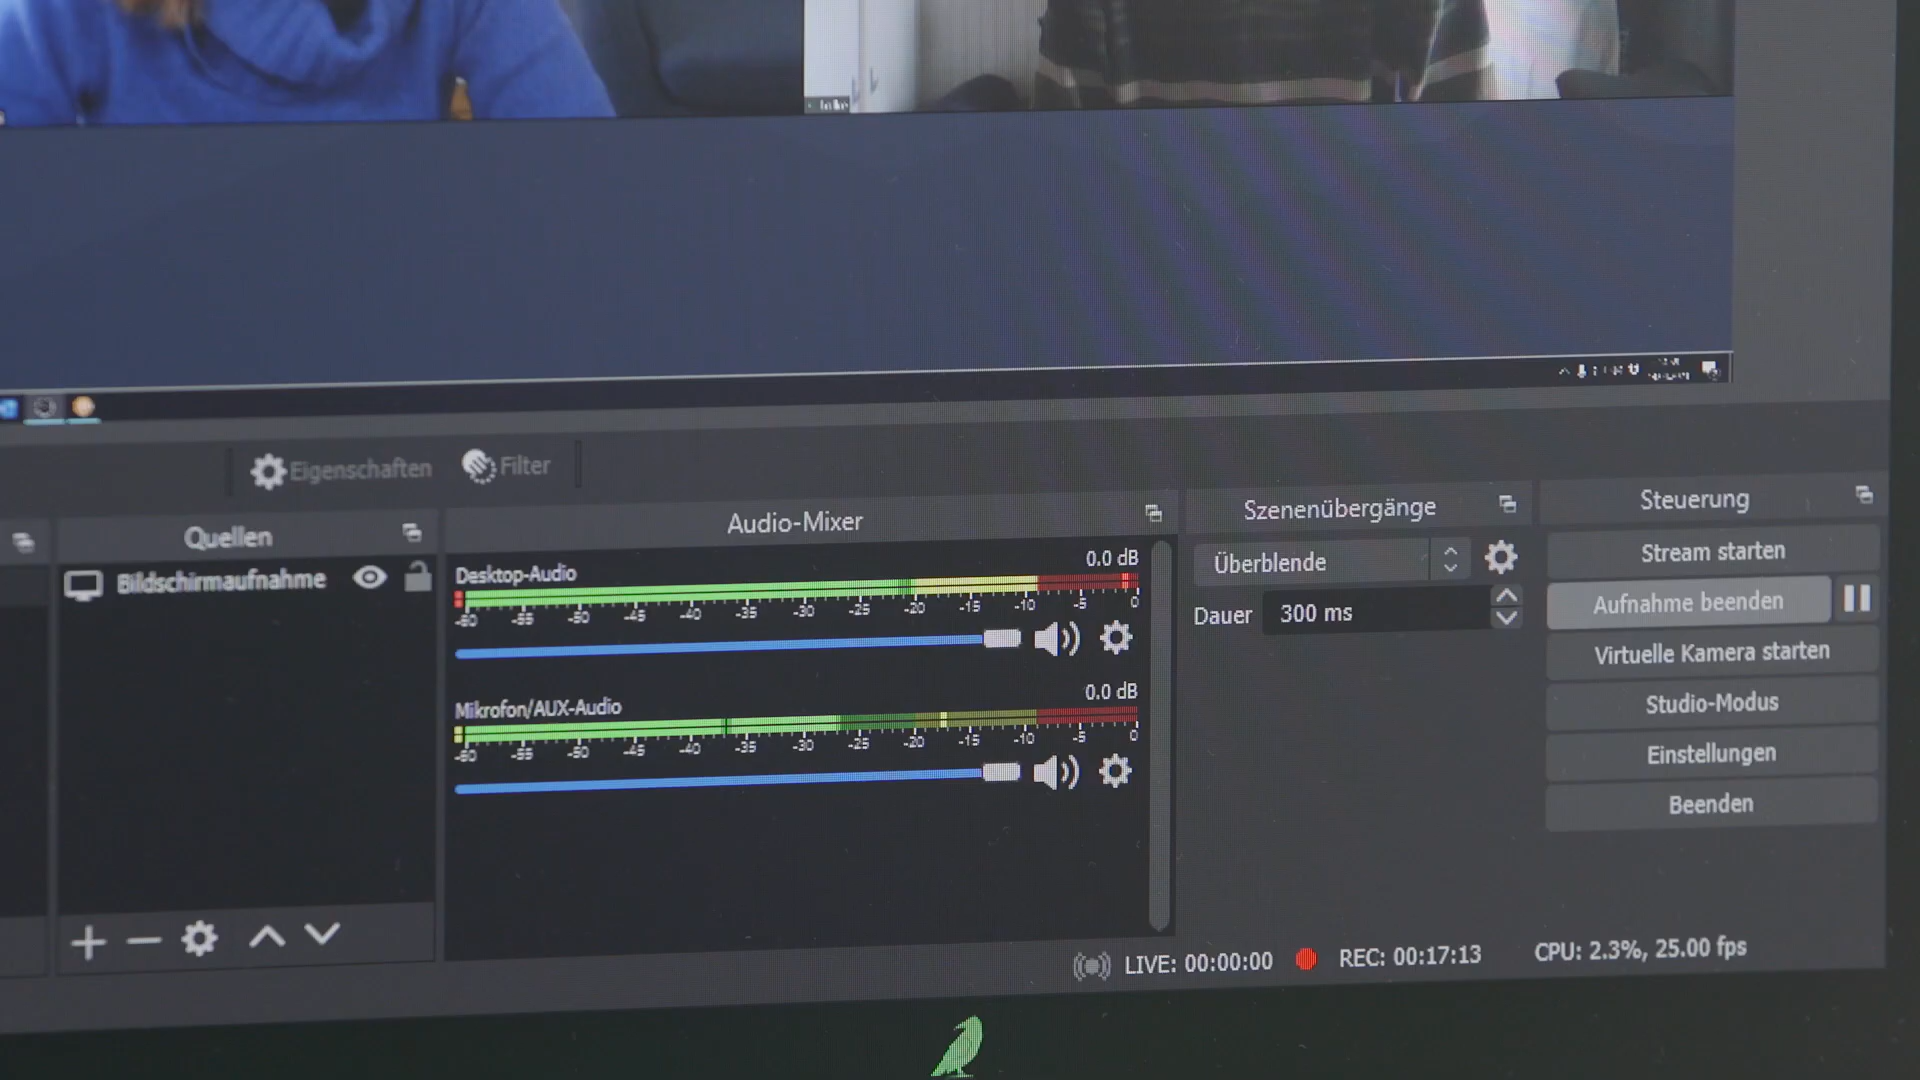 Eigenschaften
Filter
Quellen
Bildschirmaufnahme
Audio-Mixer
Desktop-Audio
0.0 dB
-60 -55 -50 -45 -40 -35 -30 -25 -20 -15 -10 -5 0
Mikrofon/AUX-Audio
0.0 dB
-60 -55 -50 -45 -40 -35 -30 -25 -20 -15 -10 -5 0
Szenenübergänge
Überblende
Dauer 300 ms
Steuerung
Stream starten
Aufnahme beenden
Virtuelle Kamera starten
Studio-Modus
Einstellungen
Beenden
LIVE: 00:00:00
REC: 00:17:13
CPU: 2.3%, 25.00 fps